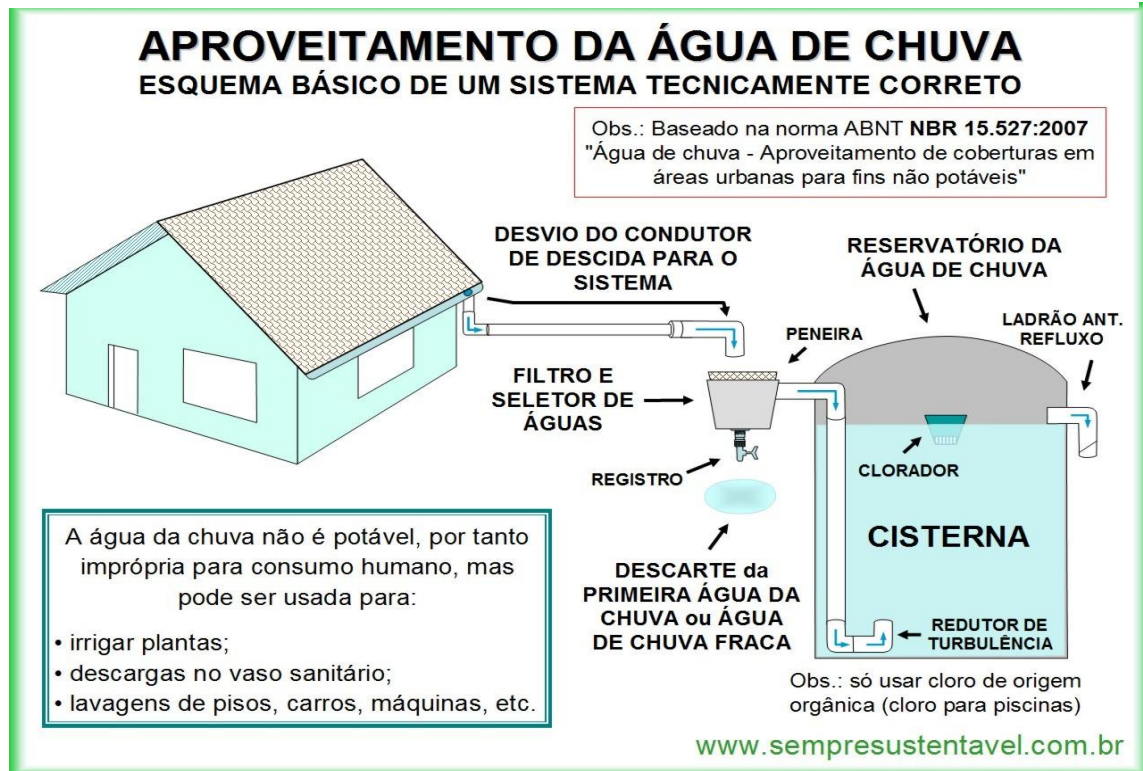 APROVEITAMENTO DA ÁGUA DE CHUVA
ESQUEMA BÁSICO DE UM SISTEMA TECNICAMENTE CORRETO
Obs.: Baseado na norma ABNT NBR 15.527:2007
"Água de chuva - Aproveitamento de coberturas em
áreas urbanas para fins não potáveis"
DESVIO DO CONDUTOR
DE DESCIDA PARA O
SISTEMA
RESERVATÓRIO DA
ÁGUA DE CHUVA
LADRÃO ANT.
REFLUXO
PENEIRA
FILTRO E
SELETOR DE
ÁGUAS
REGISTRO
CLORADOR
CISTERNA
DESCARTE da
PRIMEIRA ÁGUA DA
CHUVA ou ÁGUA
DE CHUVA FRACA
REDUTOR DE
TURBULÊNCIA
Obs.: só usar cloro de origem
orgânica (cloro para piscinas)
A água da chuva não é potável, por tanto
imprópria para consumo humano, mas
pode ser usada para:
• irrigar plantas;
• descargas no vaso sanitário;
• lavagens de pisos, carros, máquinas, etc.
www.sempresustentavel.com.br